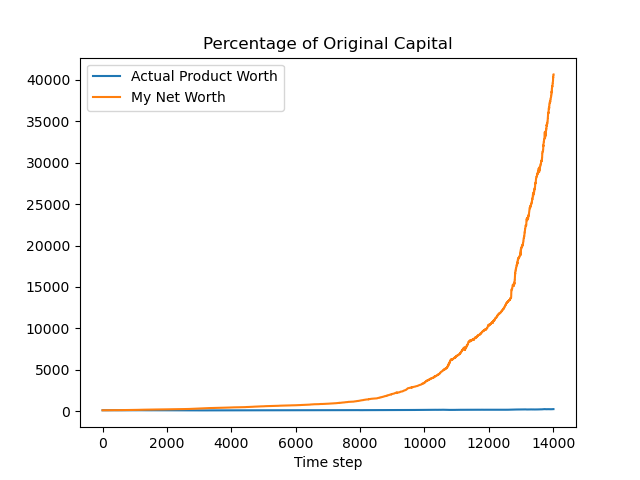 Percentage of Original Capital
Actual Product Worth
My Net Worth
40000
35000
30000
25000
20000
15000
10000
5000
0
0 2000 4000 6000 8000 10000 12000 14000
Time step